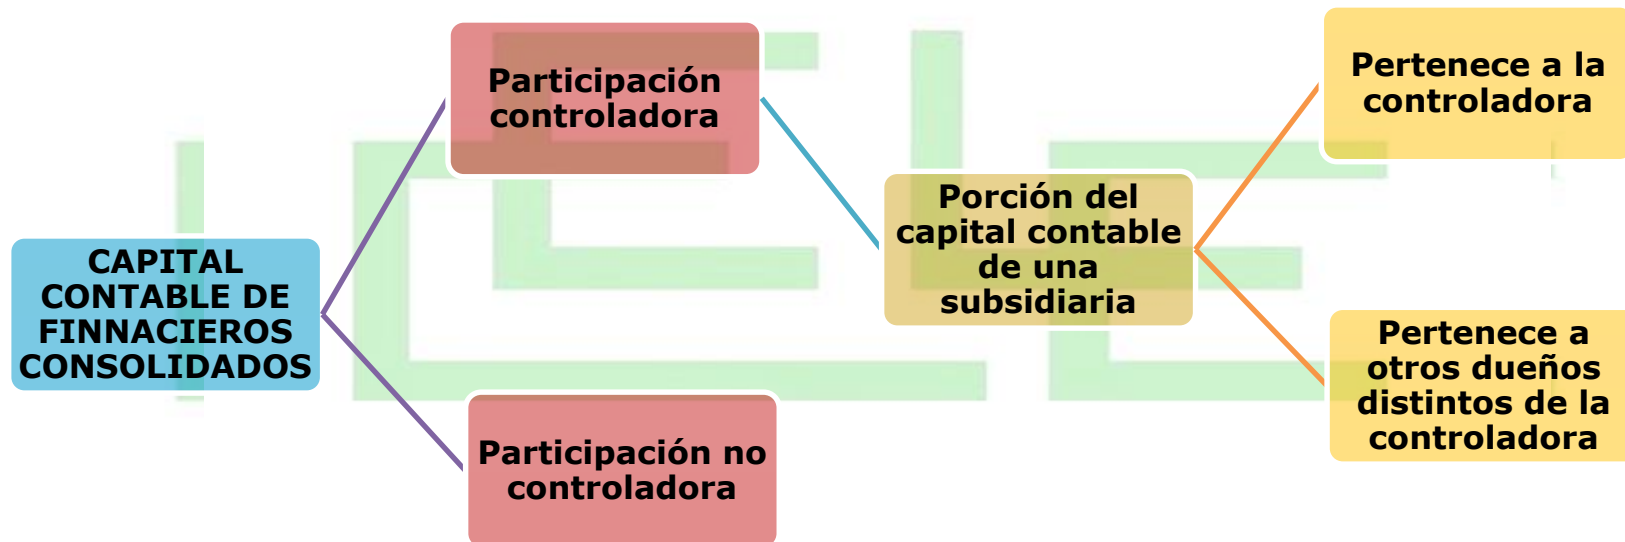 Participación
controladora
Pertenece a la
controladora
Porción del
capital contable
de una
subsidiaria
CAPITAL
CONTABLE DE
FINNACIEROS
CONSOLIDADOS
Pertenece a
otros dueños
distintos de la
controladora
Participación no
controladora